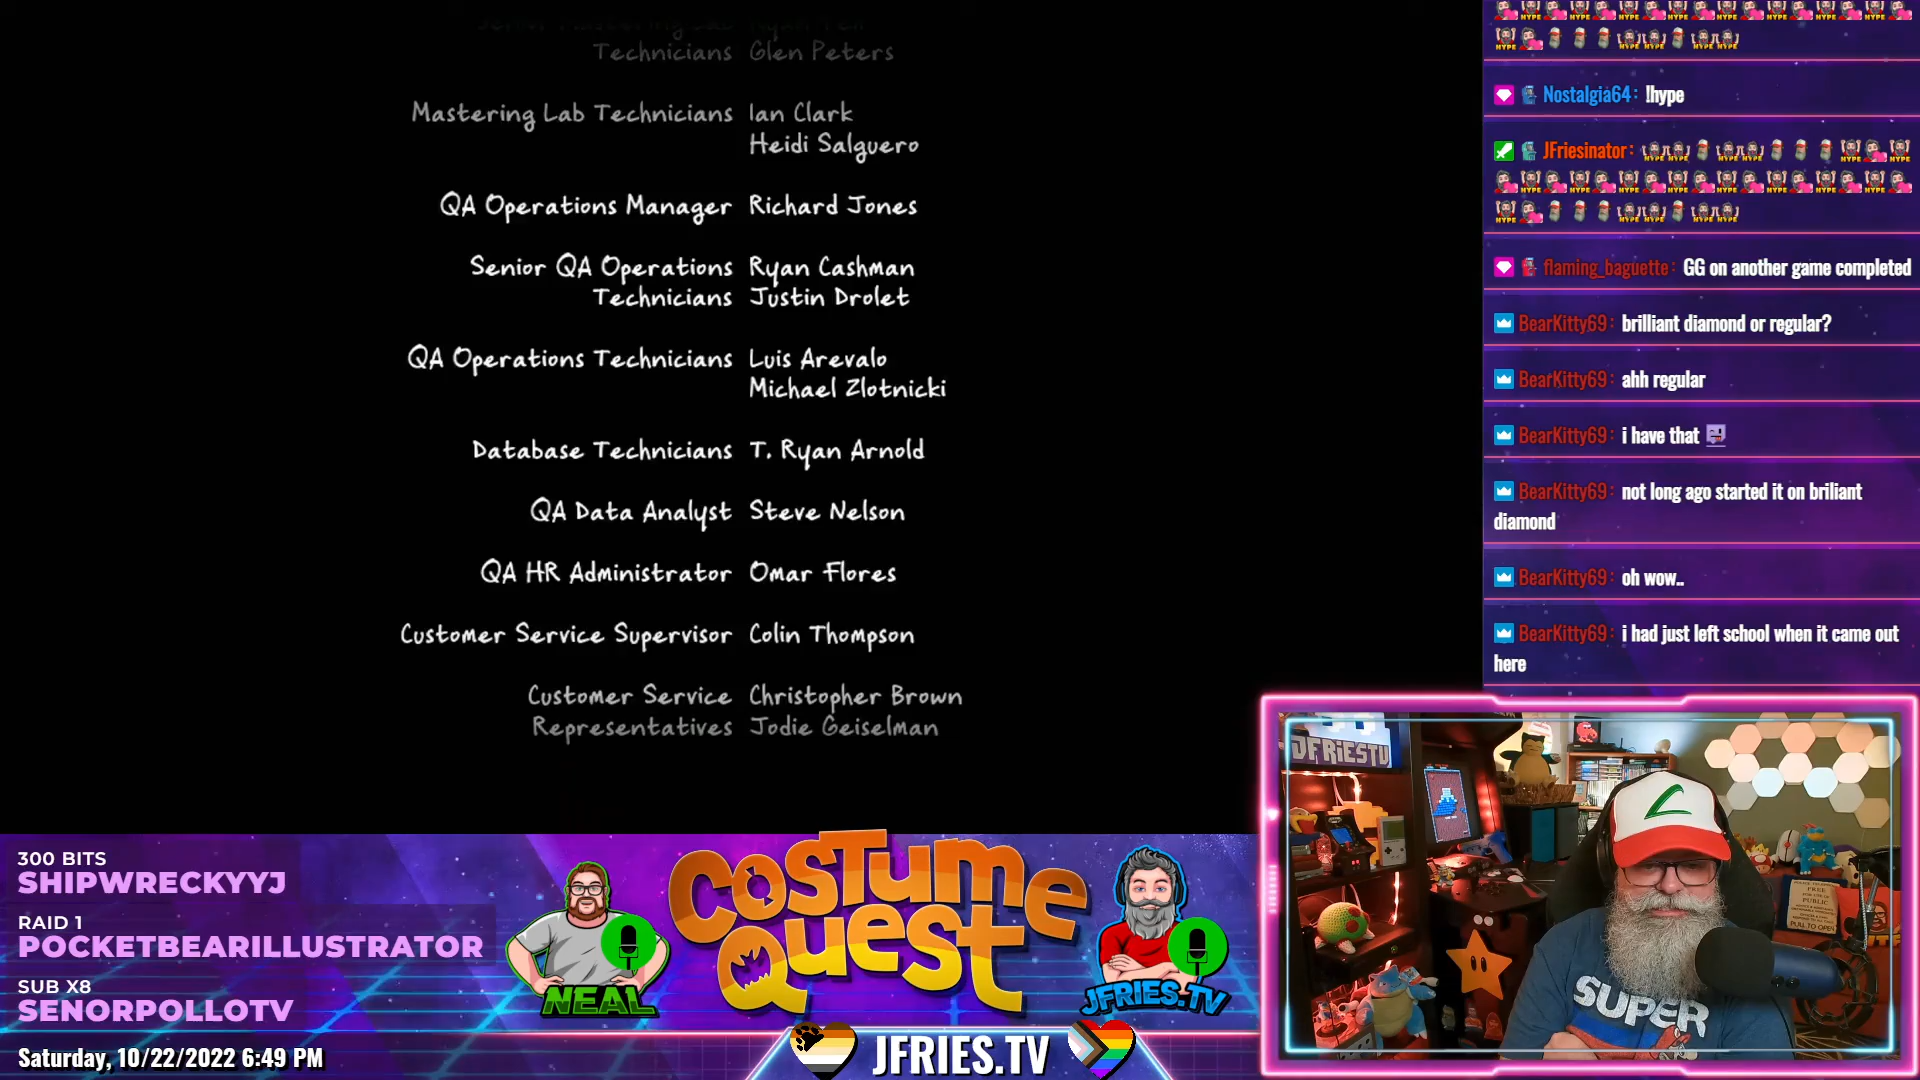 Technicians Glen Peters
Mastering Lab Technicians Ian Clark
Heidi Salguero
QA Operations Manager Richard Jones
Senior QA Operations Ryan Cashman
Technicians Justin Drolet
QA Operations Technicians Luis Arevalo
Michael Zlotnicki
Database Technicians T. Ryan Arnold
QA Data Analyst Steve Nelson
QA HR Administrator Omar Flores
Customer Service Supervisor Colin Thompson
Customer Service Christopher Brown
Representatives Jodie Geiselman
Nostalgia64: !hype
JFriesinator:
flaming_baguette: GG on another game completed
BearKitty69: brilliant diamond or regular?
BearKitty69: ahh regular
BearKitty69: i have that
BearKitty69: not long ago started it on briliant
diamond
BearKitty69: oh wow..
BearKitty69: i had just left school when it came out
here
300 BITS
SHIPWRECKYYJ
RAID 1
POCKETBEARILLUSTRATOR
SUB X8
SENORPOLLOTV
Saturday, 10/22/2022 6:49 PM
NEAL
COSTUME
QUEST
JFRIES.TV
JFRIES.TV
JFRIESTV
SUPER